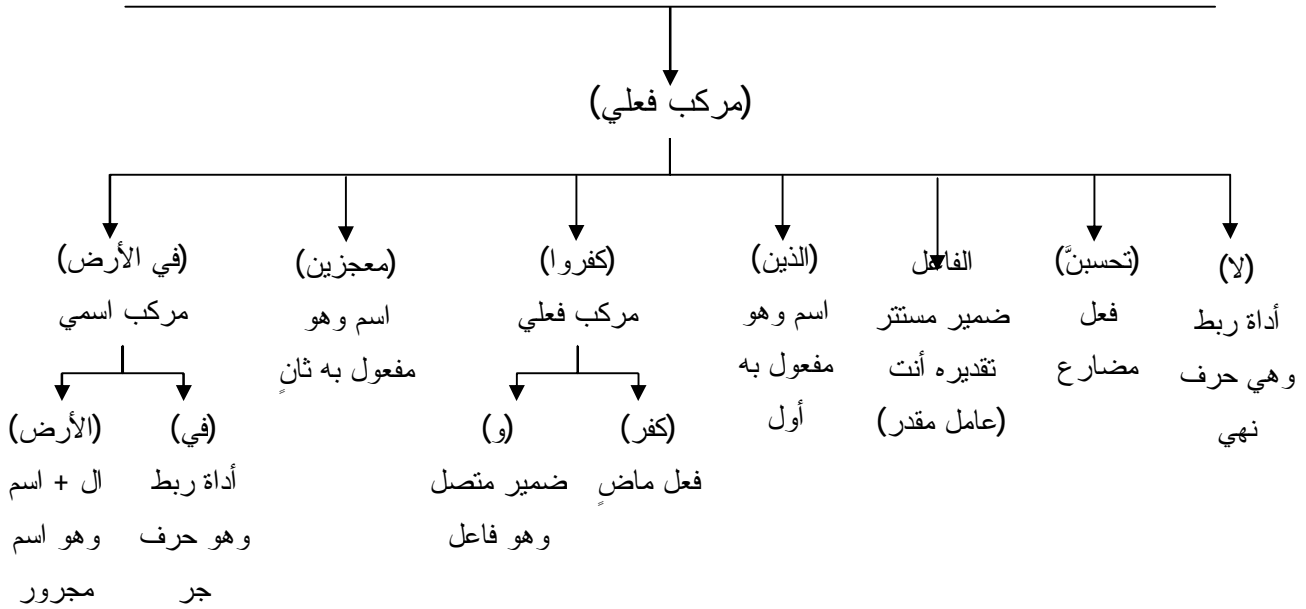 (مركب فعلي)
(لا)
أداة ربط
وهي حرف
نهي
(تحسبنَّ)
فعل
مضارع
الفاعل
ضمير مستتر
تقديره أنت
(عامل مقدر)
(الذين)
اسم وهو
مفعول به
أول
(كفروا)
مركب فعلي
(كفر)
فعل ماضٍ
(و)
ضمير متصل
وهو فاعل
(معجزين)
اسم وهو
مفعول به ثانٍ
(في الأرض)
مركب اسمي
(في)
أداة ربط
وهو حرف
جر
(الأرض)
ال + اسم
وهو اسم
مجرور